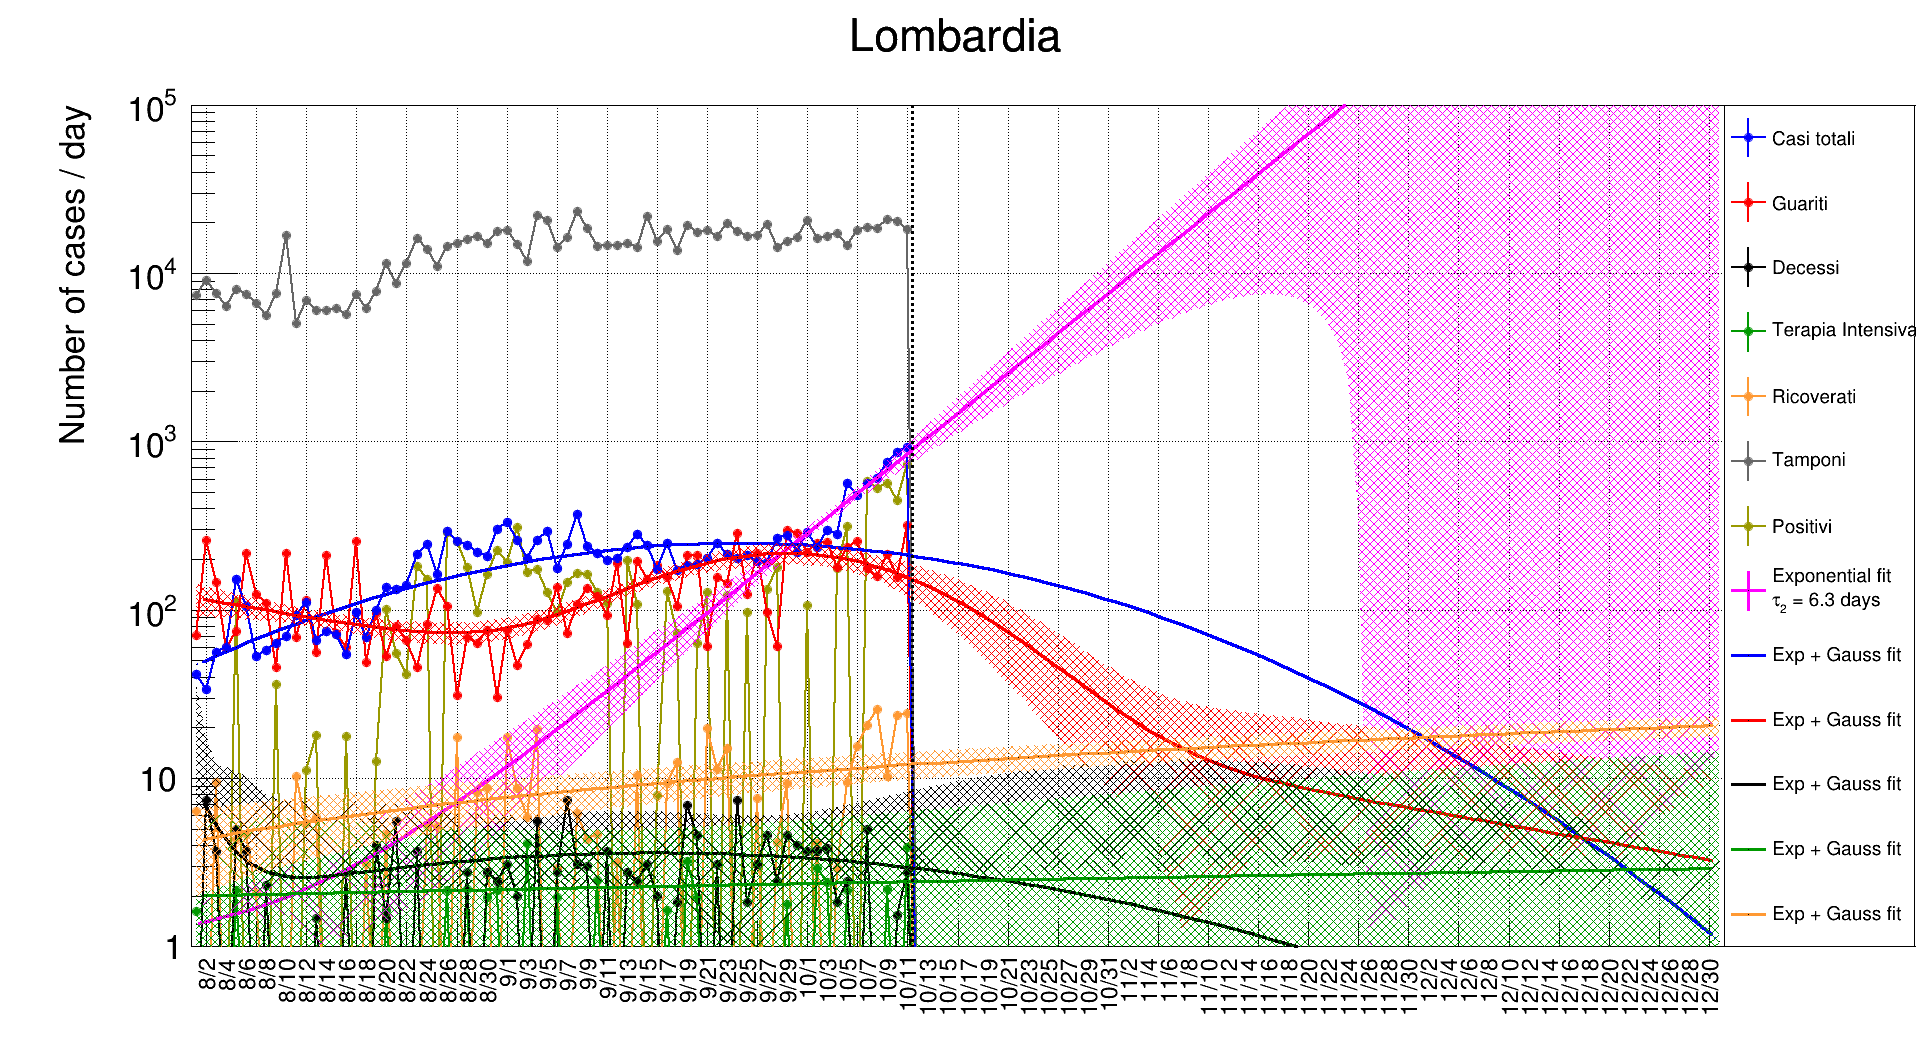 Lombardia
Number of cases / day
10^5
10^4
10^3
10^2
10
1
8/2 8/4 8/6 8/8 8/10 8/12 8/14 8/16 8/18 8/20 8/22 8/24 8/26 8/28 8/30 9/1 9/3 9/5 9/7 9/9 9/11 9/13 9/15 9/17 9/19 9/21 9/23 9/25 9/27 9/29 10/1 10/3 10/5 10/7 10/9 10/11 10/13 10/15 10/17 10/19 10/21 10/23 10/25 10/27 10/29 10/31 11/2 11/4 11/6 11/8 11/10 11/12 11/14 11/16 11/18 11/20 11/22 11/24 11/26 11/28 11/30 12/2 12/4 12/6 12/8 12/10 12/12 12/14 12/16 12/18 12/20 12/22 12/24 12/26 12/28 12/30
Casi totali
Guariti
Decessi
Terapia Intensiva
Ricoverati
Tamponi
Positivi
Exponential fit
τ₂ = 6.3 days
Exp + Gauss fit
Exp + Gauss fit
Exp + Gauss fit
Exp + Gauss fit
Exp + Gauss fit